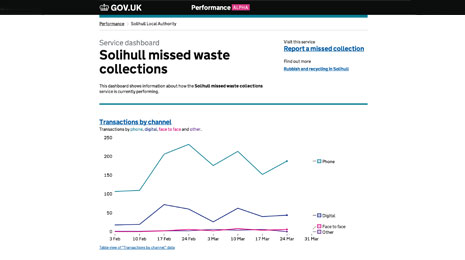 GOV.UK
Performance ALPHA
Performance
Solihull Local Authority
Service dashboard
Solihull missed waste
collections
This dashboard shows information about how the Solihull missed waste collections
service is currently performing.
Visit this service
Report a missed collection
Find out more
Rubbish and recycling in Solihull
Transactions by channel
Transactions by phone, digital, face to face and other.
250
200
150
100
50
0
Phone
Digital
Face to face
Other
3 Feb 10 Feb 17 Feb 24 Feb 3 Mar 10 Mar 17 Mar 24 Mar 31 Mar
Table view of "Transactions by channel" data